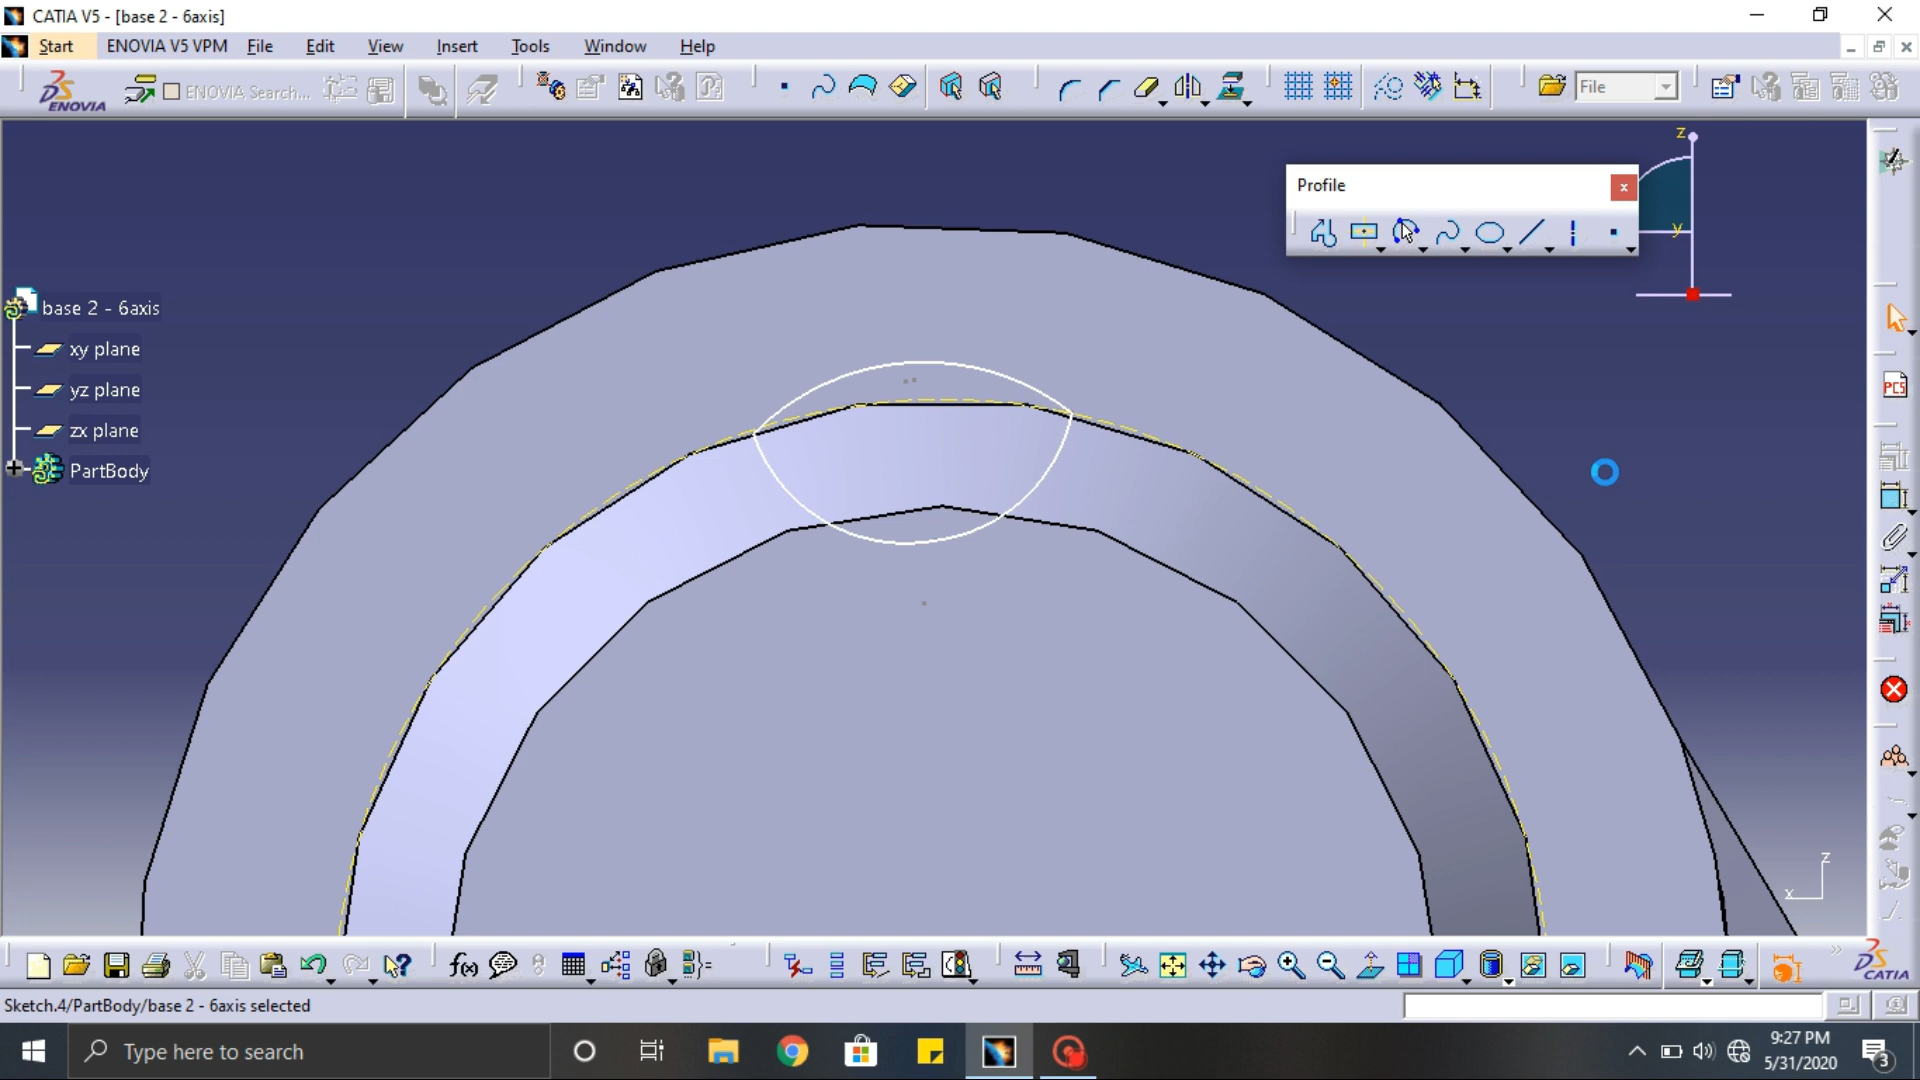 CATIA V5 - [base 2 - 6axis]
Start ENOVIA V5 VPM File Edit View Insert Tools Window Help
ENOVIA
ENOVIA Search...
File
z
Profile
x
y
base 2 - 6axis
xy plane
yz plane
zx plane
PartBody
PCS
z
x
f(x)
CATIA
Sketch.4/PartBody/base 2 - 6axis selected
Type here to search
9:27 PM
5/31/2020
3